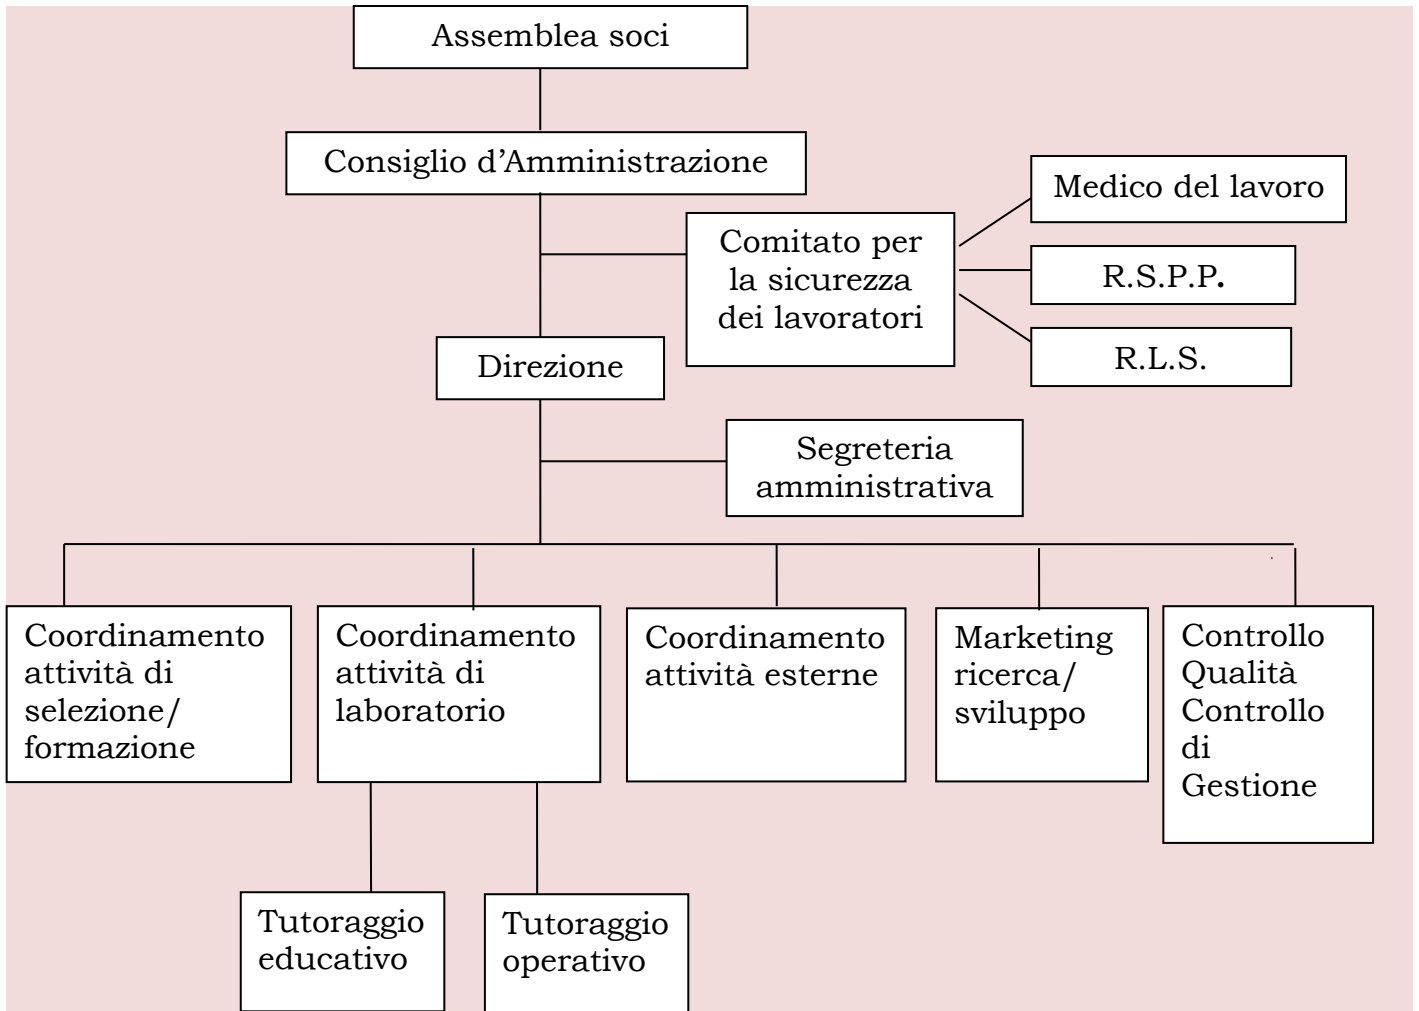 Assemblea soci
Consiglio d’Amministrazione
Medico del lavoro
Comitato per
la sicurezza
dei lavoratori
R.S.P.P.
R.L.S.
Direzione
Segreteria
amministrativa
Coordinamento
attività di
selezione/
formazione
Coordinamento
attività di
laboratorio
Coordinamento
attività esterne
Marketing
ricerca/
sviluppo
Controllo
Qualità
Controllo
di
Gestione
Tutoraggio
educativo
Tutoraggio
operativo